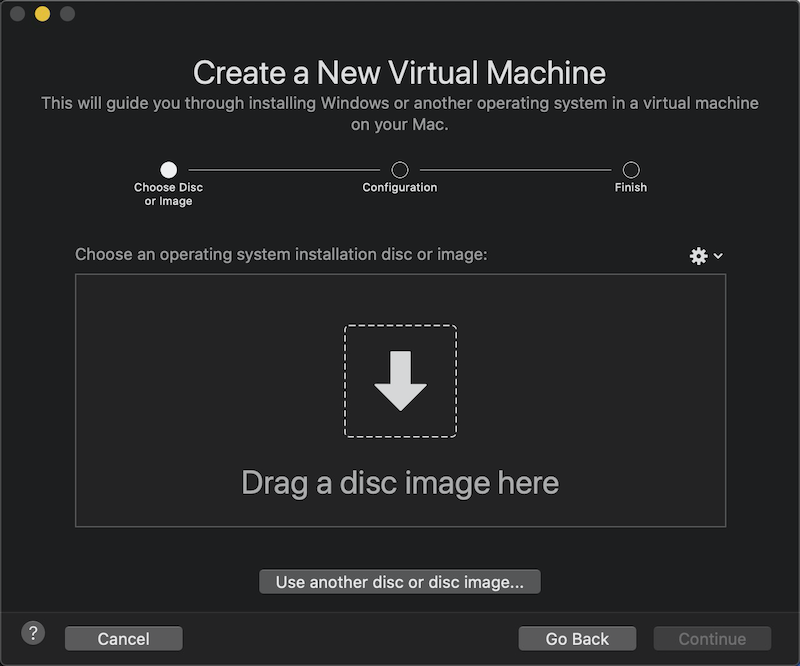 Create a New Virtual Machine
This will guide you through installing Windows or another operating system in a virtual machine
on your Mac.
Choose Disc
or Image
Configuration
Finish
Choose an operating system installation disc or image:
Drag a disc image here
Use another disc or disc image...
?
Cancel
Go Back
Continue